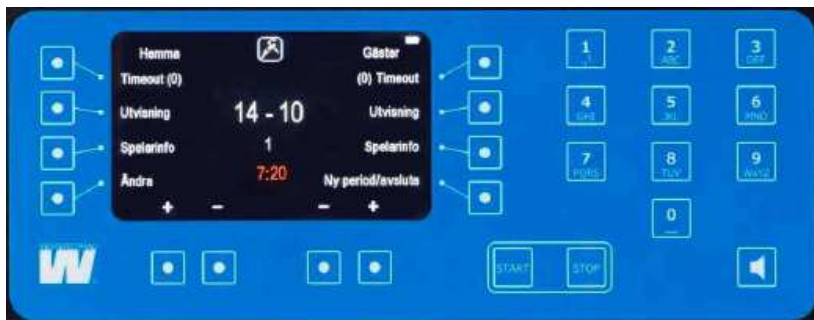 Hemma Gäster
Timeout (0) (0) Timeout
Utvisning 14 - 10 Utvisning
Spelarinfo 1 Spelarinfo
Ändra 7:20 Ny period/avsluta
+ - - +
1 2 ABC 3 DEF
4 GHI 5 JKL 6 MNO
7 PQRS 8 TUV 9 WXYZ
0
W
START STOP